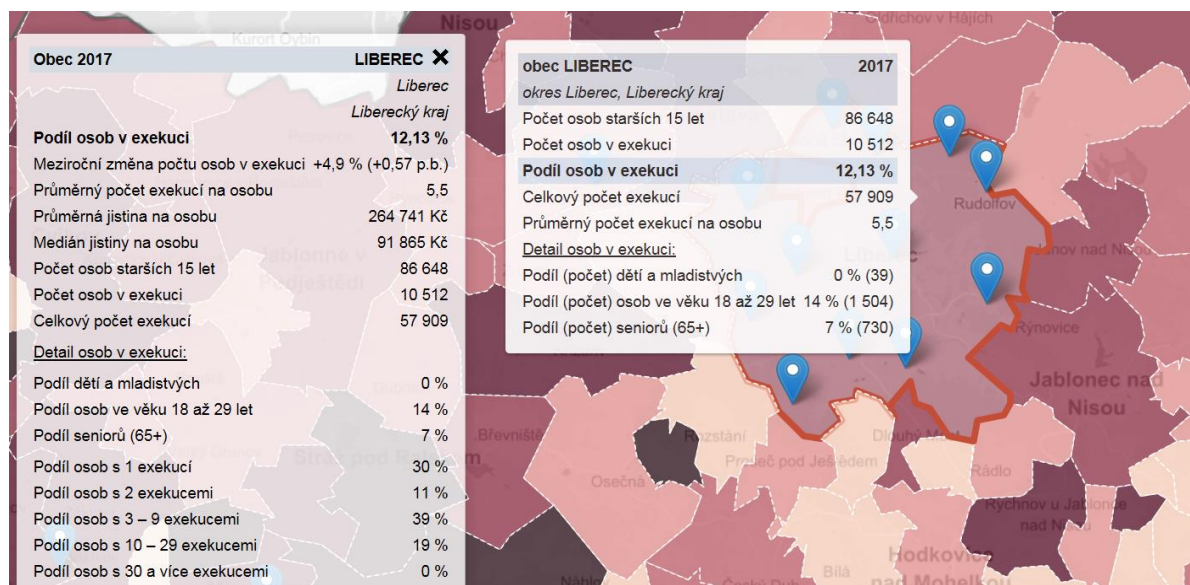 Obec 2017 LIBEREC
Liberec
Liberecký kraj
Podíl osob v exekuci 12,13 %
Meziroční změna počtu osob v exekuci +4,9 % (+0,57 p.b.)
Průměrný počet exekucí na osobu 5,5
Průměrná jistina na osobu 264 741 Kč
Medián jistiny na osobu 91 865 Kč
Počet osob starších 15 let 86 648
Počet osob v exekuci 10 512
Celkový počet exekucí 57 909
Detail osob v exekuci:
Podíl dětí a mladistvých 0 %
Podíl osob ve věku 18 až 29 let 14 %
Podíl seniorů (65+) 7 %
Podíl osob s 1 exekucí 30 %
Podíl osob s 2 exekucemi 11 %
Podíl osob s 3 – 9 exekucemi 39 %
Podíl osob s 10 – 29 exekucemi 19 %
Podíl osob s 30 a více exekucemi 0 %
obec LIBEREC 2017
okres Liberec, Liberecký kraj
Počet osob starších 15 let 86 648
Počet osob v exekuci 10 512
Podíl osob v exekuci 12,13 %
Celkový počet exekucí 57 909
Průměrný počet exekucí na osobu 5,5
Detail osob v exekuci:
Podíl (počet) dětí a mladistvých 0 % (39)
Podíl (počet) osob ve věku 18 až 29 let 14 % (1 504)
Podíl (počet) seniorů (65+) 7 % (730)
Kurort Oybin
Nisou
Oldřichov v Hájích
Rudolfov
Liberec
Janov nad Nisou
Rýnovice
Jablonec nad
Nisou
Jablonné v
Podještědí
Břevniště
Stráž pod Ralskem
Rozstání
Dlouhý Most
Proseč pod Ještědem
Osečná
Rádlo
Rychnov u Jablonce
nad Nisou
Hodkovice
nad Mohelkou
Bílá
Náhlov
Český Dub